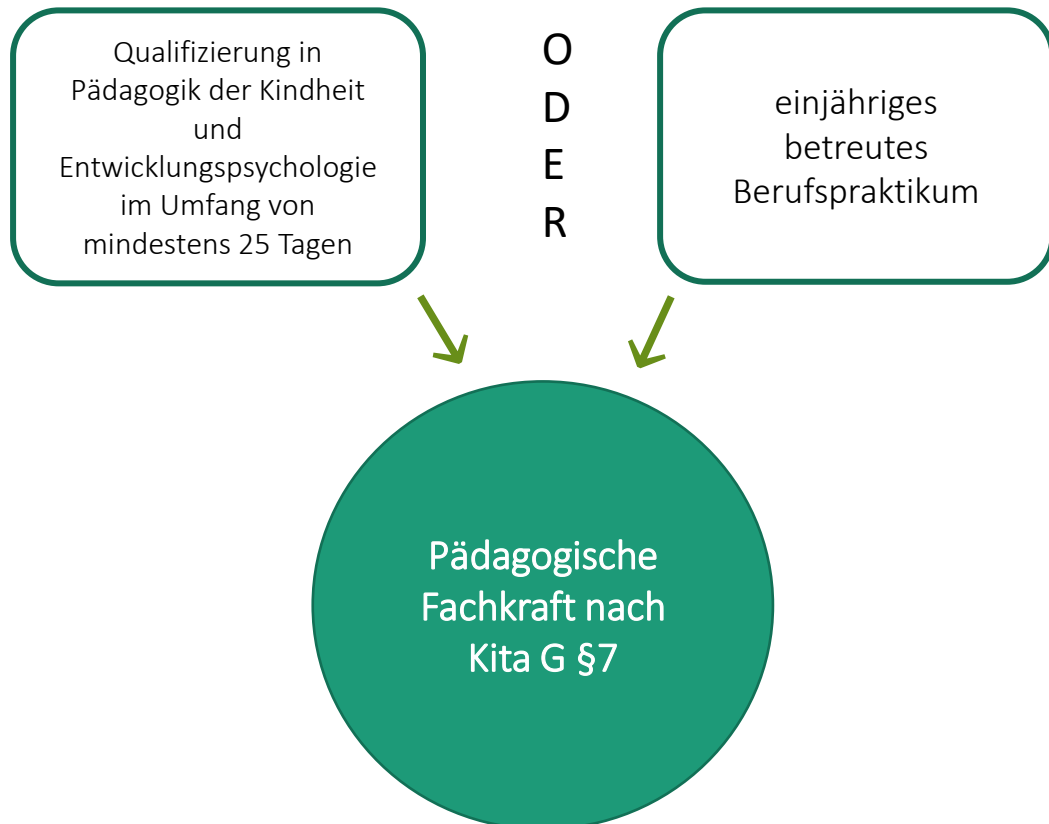 Qualifizierung in
Pädagogik der Kindheit
und
Entwicklungspsychologie
im Umfang von
mindestens 25 Tagen
O
D
E
R
einjähriges
betreutes
Berufspraktikum
Pädagogische
Fachkraft nach
Kita G §7